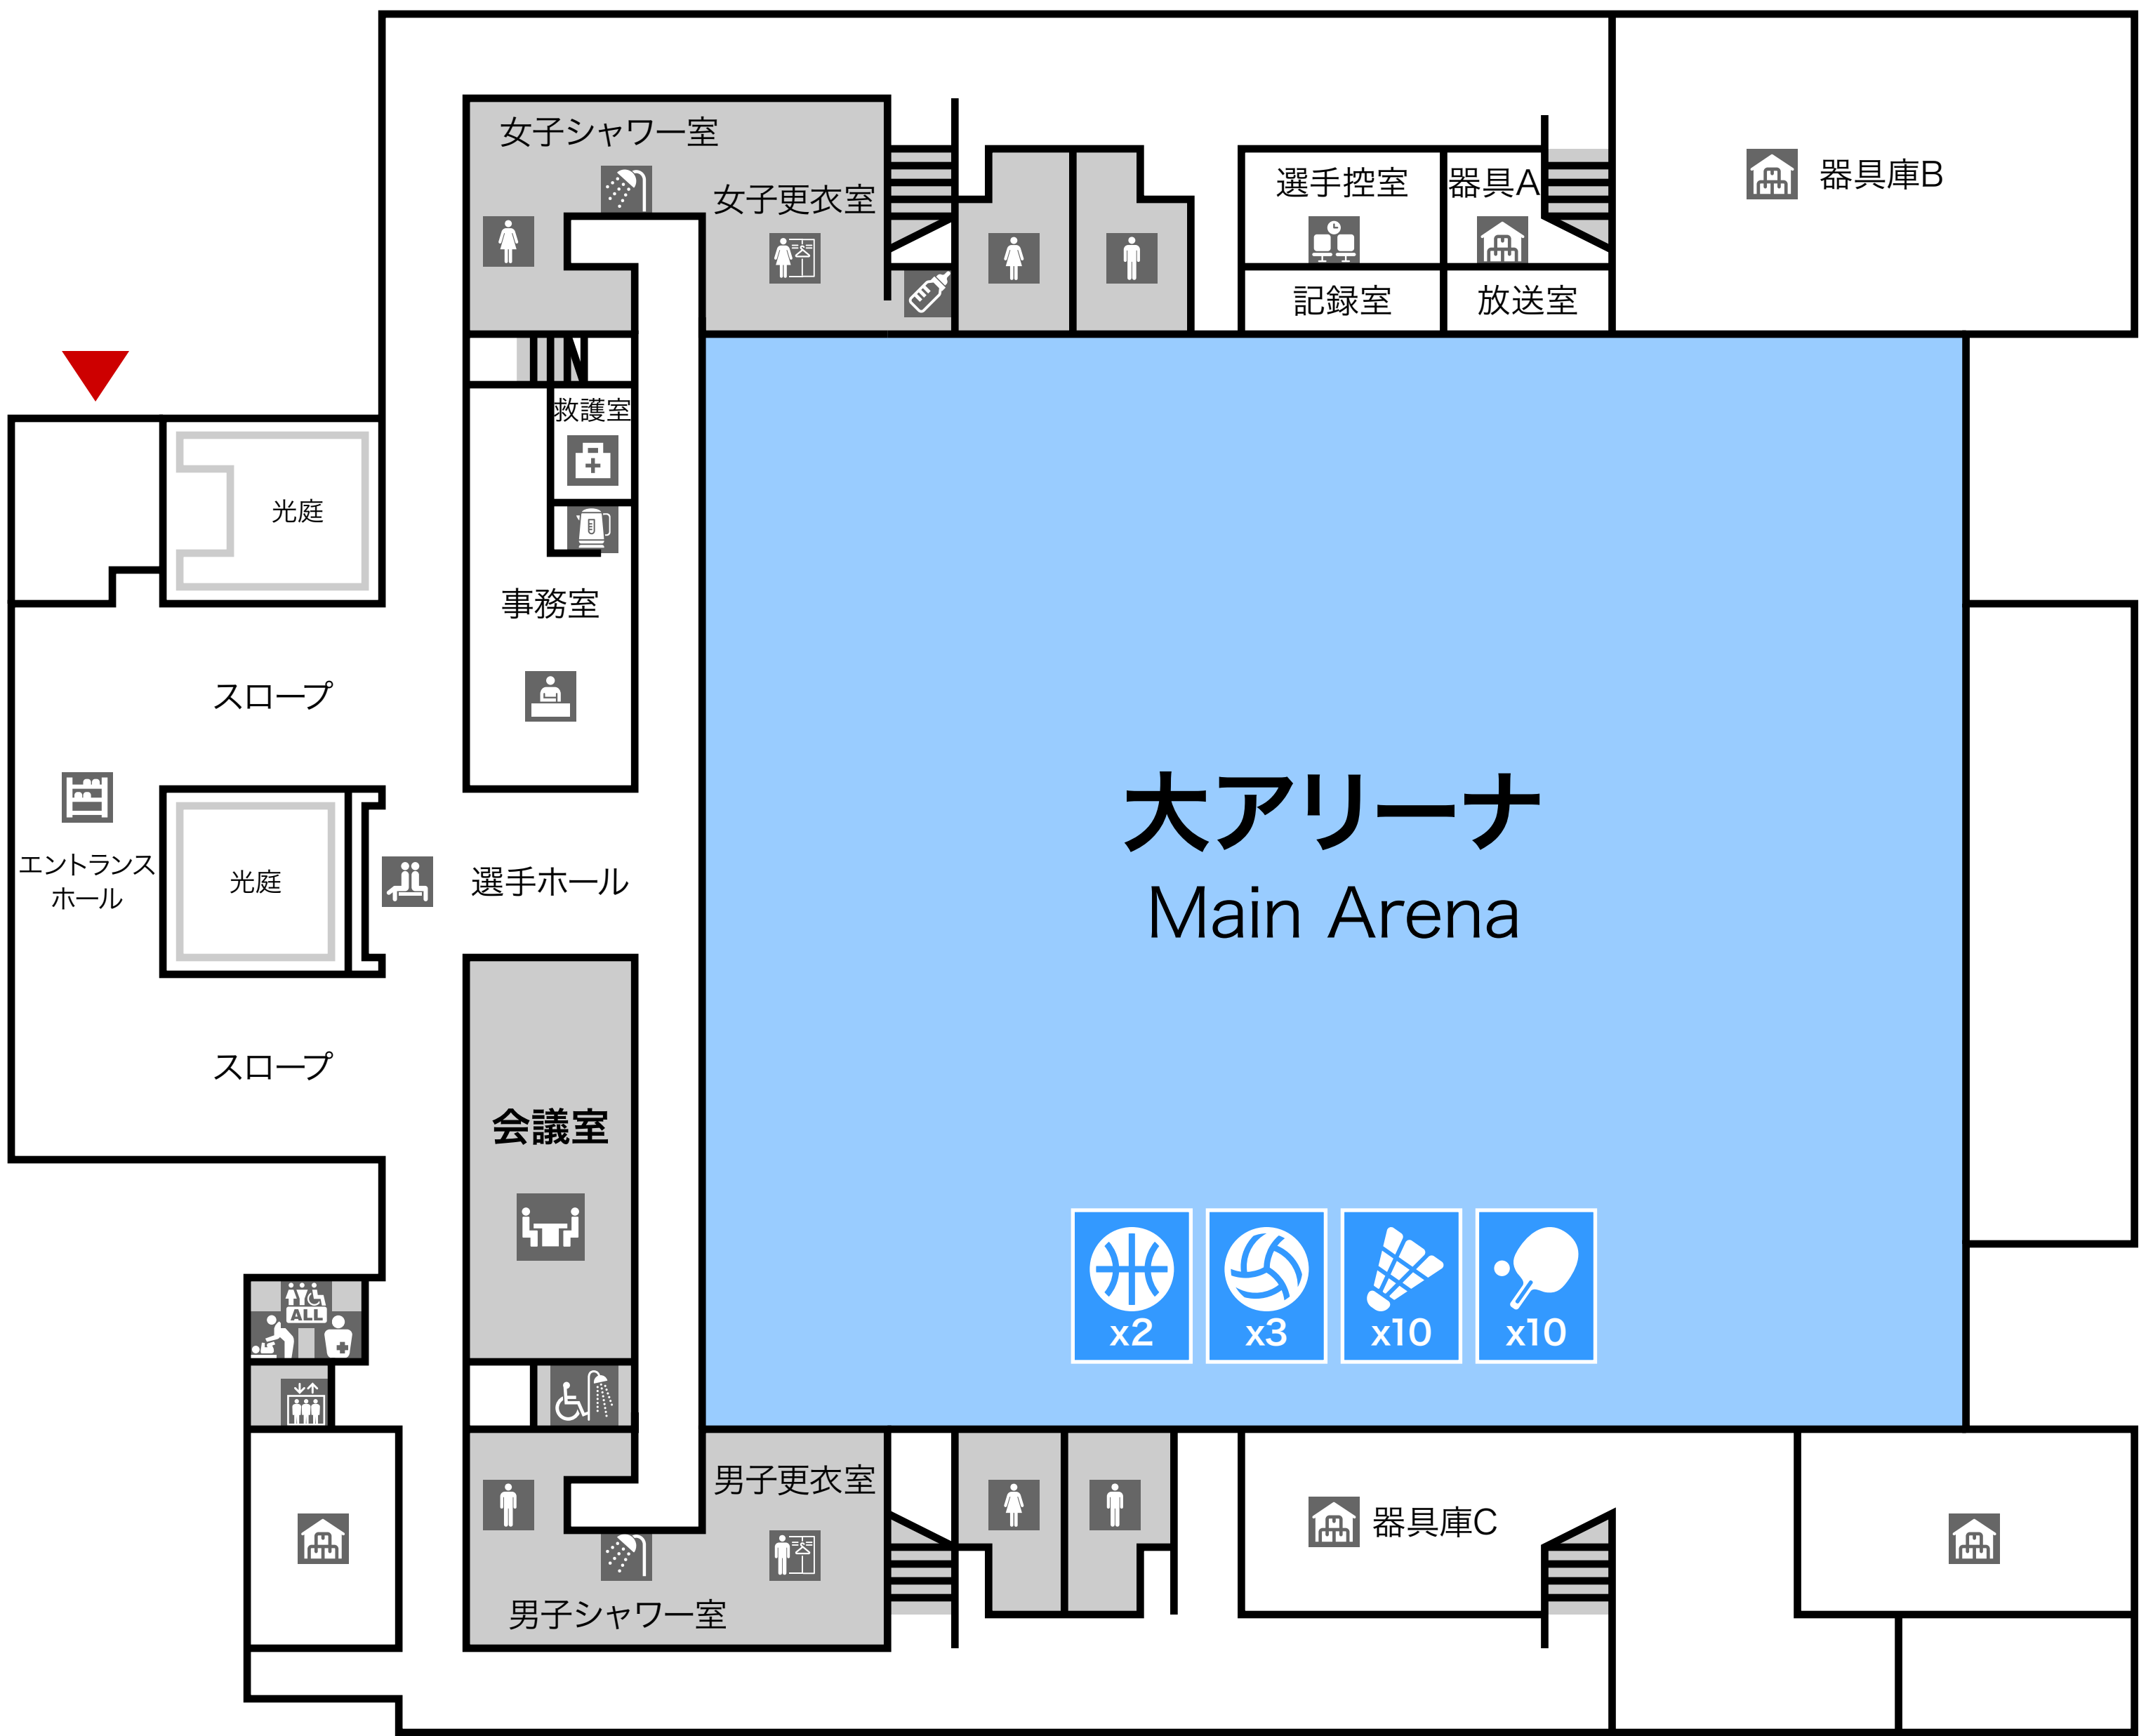 女子シャワー室
女子更衣室
選手控室
器具A
器具庫B
記録室
放送室
救護室
光庭
事務室
スロープ
エントランス
ホール
光庭
選手ホール
大アリーナ
Main Arena
スロープ
会議室
ALL
x2
x3
x10
x10
男子更衣室
器具庫C
男子シャワー室